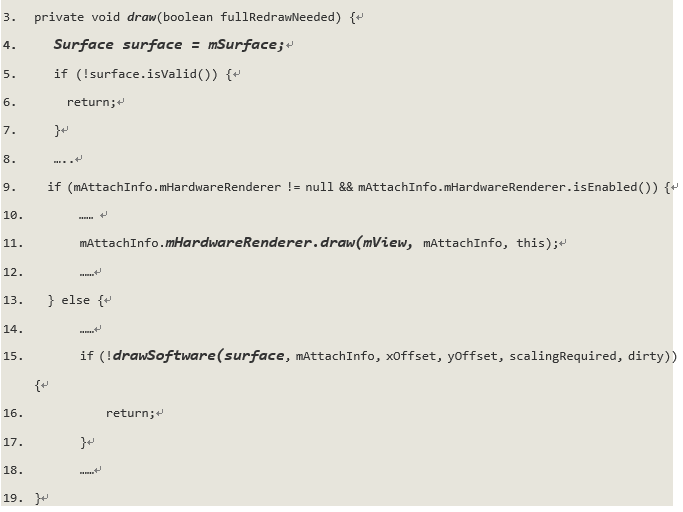 3. private void draw(boolean fullRedrawNeeded) {↵
4. Surface surface = mSurface;↵
5. if (!surface.isValid()) {↵
6. return;↵
7. }↵
8. …..↵
9. if (mAttachInfo.mHardwareRenderer != null && mAttachInfo.mHardwareRenderer.isEnabled()) {↵
10. …… ↵
11. mAttachInfo.mHardwareRenderer.draw(mView, mAttachInfo, this);↵
12. ……↵
13. } else {↵
14. ……↵
15. if (!drawSoftware(surface, mAttachInfo, xOffset, yOffset, scalingRequired, dirty))
{↵
16. return;↵
17. }↵
18. ……↵
19. }↵